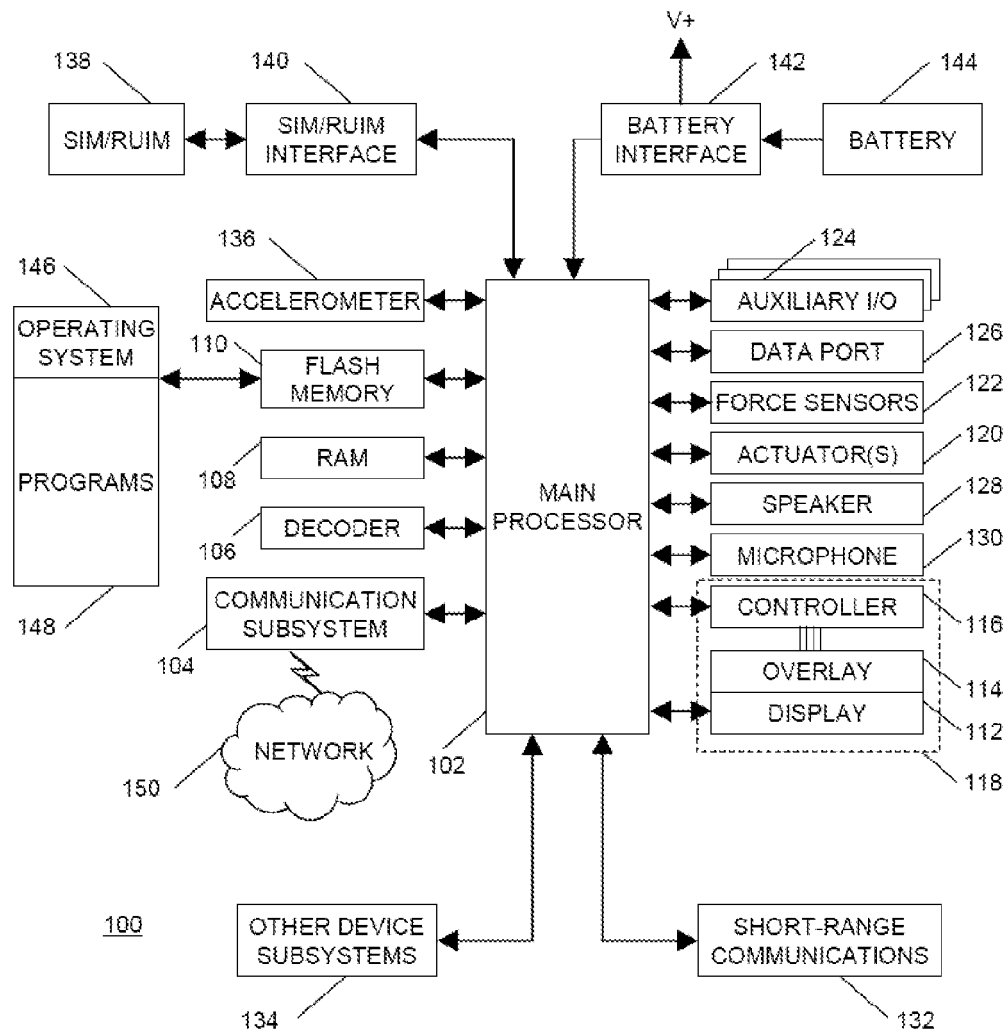 V+
138
140
142
144
SIM/RUIM
SIM/RUIM
INTERFACE
BATTERY
INTERFACE
BATTERY
136
124
146
ACCELEROMETER
AUXILIARY I/O
OPERATING
SYSTEM
110
FLASH
MEMORY
DATA PORT
126
FORCE SENSORS
122
PROGRAMS
108
RAM
MAIN
PROCESSOR
ACTUATOR(S)
120
SPEAKER
128
106
DECODER
MICROPHONE
130
148
COMMUNICATION
SUBSYSTEM
104
CONTROLLER
116
OVERLAY
114
DISPLAY
112
118
NETWORK
150
102
100
OTHER DEVICE
SUBSYSTEMS
134
SHORT-RANGE
COMMUNICATIONS
132